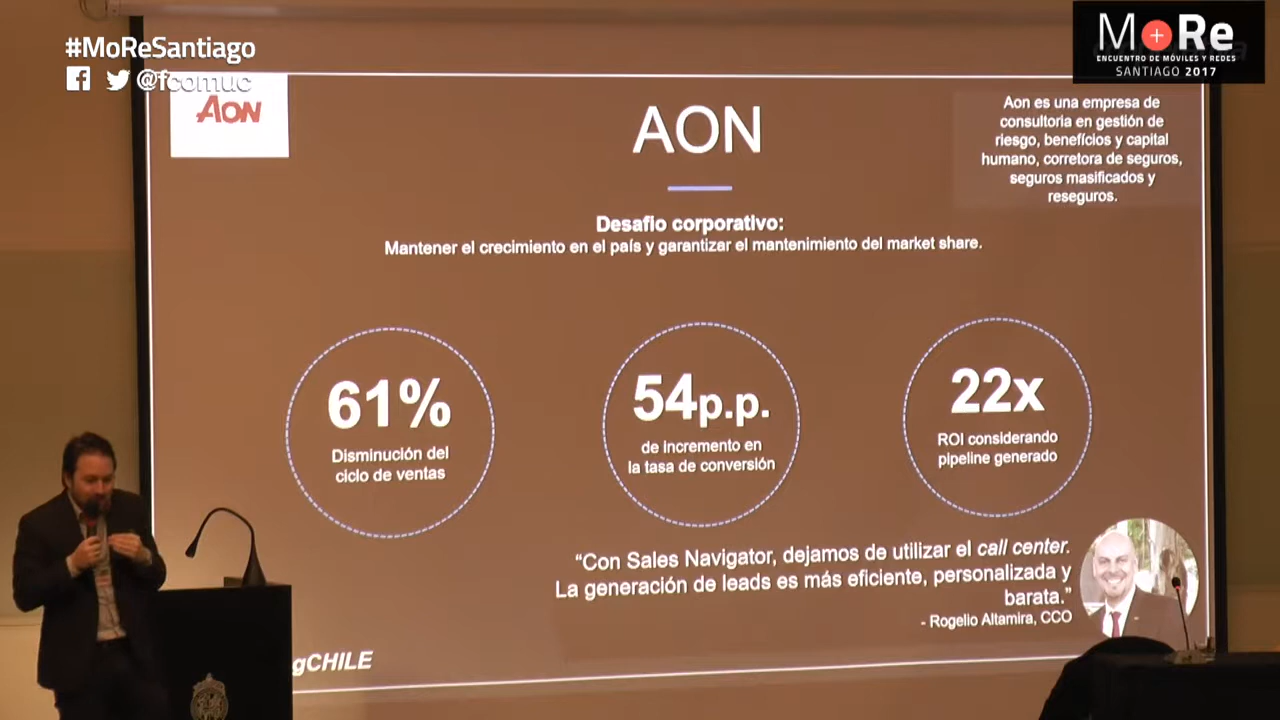 #MoReSantiago
@fcomuc
MoRe
ENCUENTRO DE MÓVILES Y REDES
SANTIAGO 2017
AON
AON
Aon es una empresa de
consultoria en gestión de
riesgo, benefícios y capital
humano, corretora de seguros,
seguros masificados y
reseguros.
Desafio corporativo:
Mantener el crecimiento en el país y garantizar el mantenimiento del market share.
61%
Disminución del
ciclo de ventas
54p.p.
de incremento en
la tasa de conversión
22x
ROI considerando
pipeline generado
“Con Sales Navigator, dejamos de utilizar el call center.
La generación de leads es más eficiente, personalizada y
barata.”
- Rogelio Altamira, CCO
gCHILE